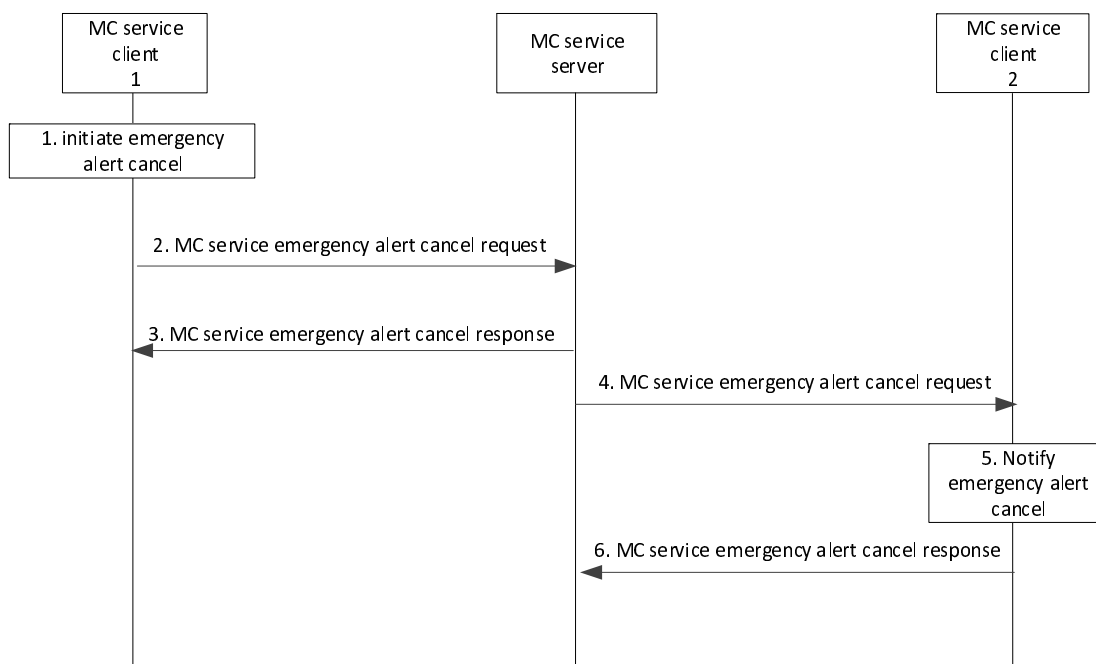 MC service
client
1
MC service
server
MC service
client
2
1. initiate emergency
alert cancel
2. MC service emergency alert cancel request
3. MC service emergency alert cancel response
4. MC service emergency alert cancel request
5. Notify
emergency alert
cancel
6. MC service emergency alert cancel response